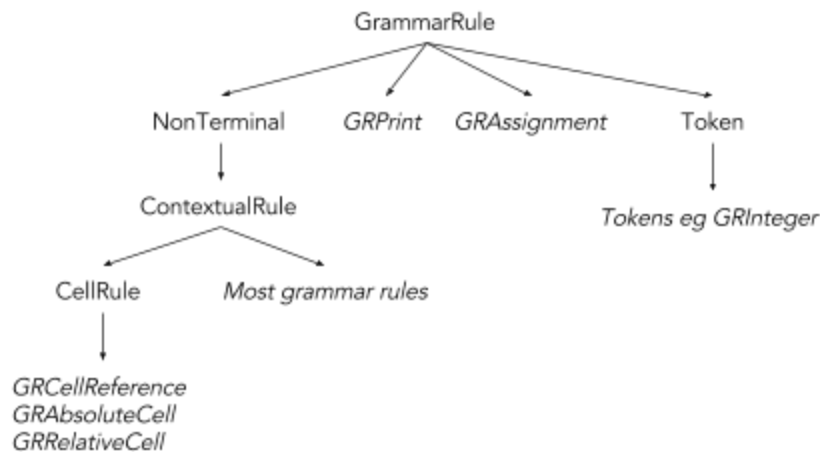 GrammarRule
NonTerminal
GRPrint
GRAssignment
Token
ContextualRule
Tokens eg GRInteger
CellRule
Most grammar rules
GRCellReference
GRAbsoluteCell
GRRelativeCell